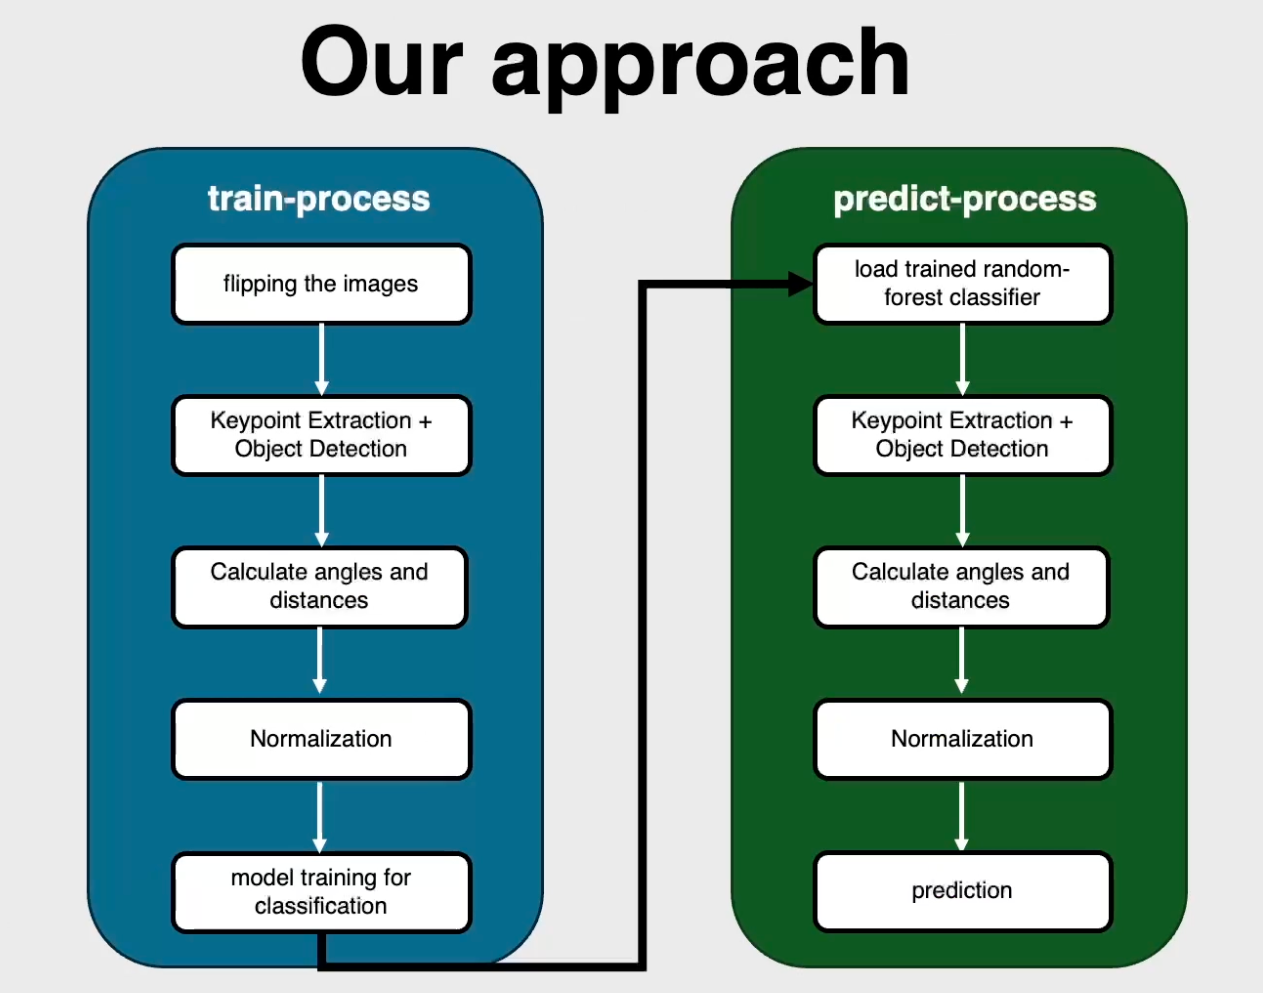 Our approach
train-process
flipping the images
Keypoint Extraction +
Object Detection
Calculate angles and
distances
Normalization
model training for
classification
predict-process
load trained random-
forest classifier
Keypoint Extraction +
Object Detection
Calculate angles and
distances
Normalization
prediction